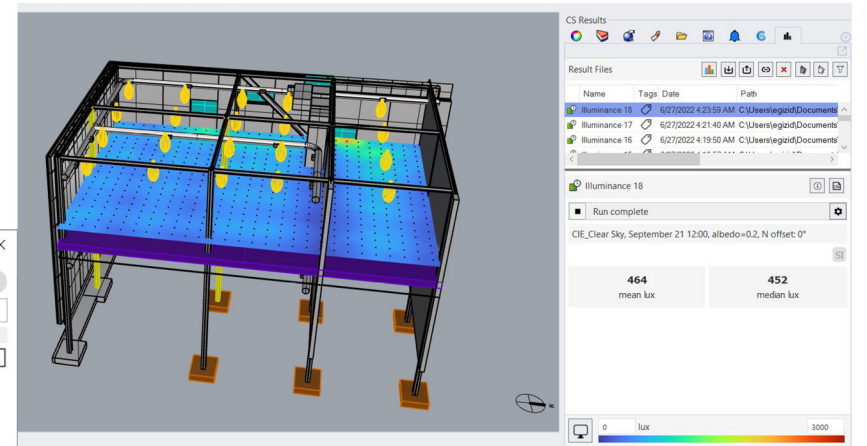 CS Results
Result Files
Name Tags Date Path
Illuminance 18 6/27/2022 4:23:59 AM C:\Users\egizid\Documents\
Illuminance 17 6/27/2022 4:21:40 AM C:\Users\egizid\Documents\
Illuminance 16 6/27/2022 4:19:50 AM C:\Users\egizid\Documents\
Illuminance 18
Run complete
CIE_Clear Sky, September 21 12:00, albedo=0.2, N offset: 0°
SI
464 452
mean lux median lux
0 lux 3000